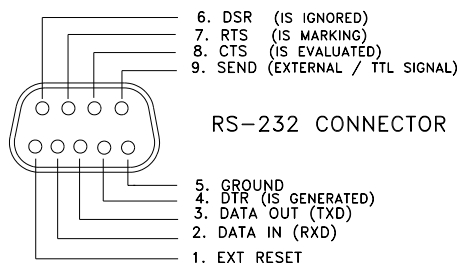 6. DSR (IS IGNORED)
7. RTS (IS MARKING)
8. CTS (IS EVALUATED)
9. SEND (EXTERNAL / TTL SIGNAL)
RS-232 CONNECTOR
5. GROUND
4. DTR (IS GENERATED)
3. DATA OUT (TXD)
2. DATA IN (RXD)
1. EXT RESET